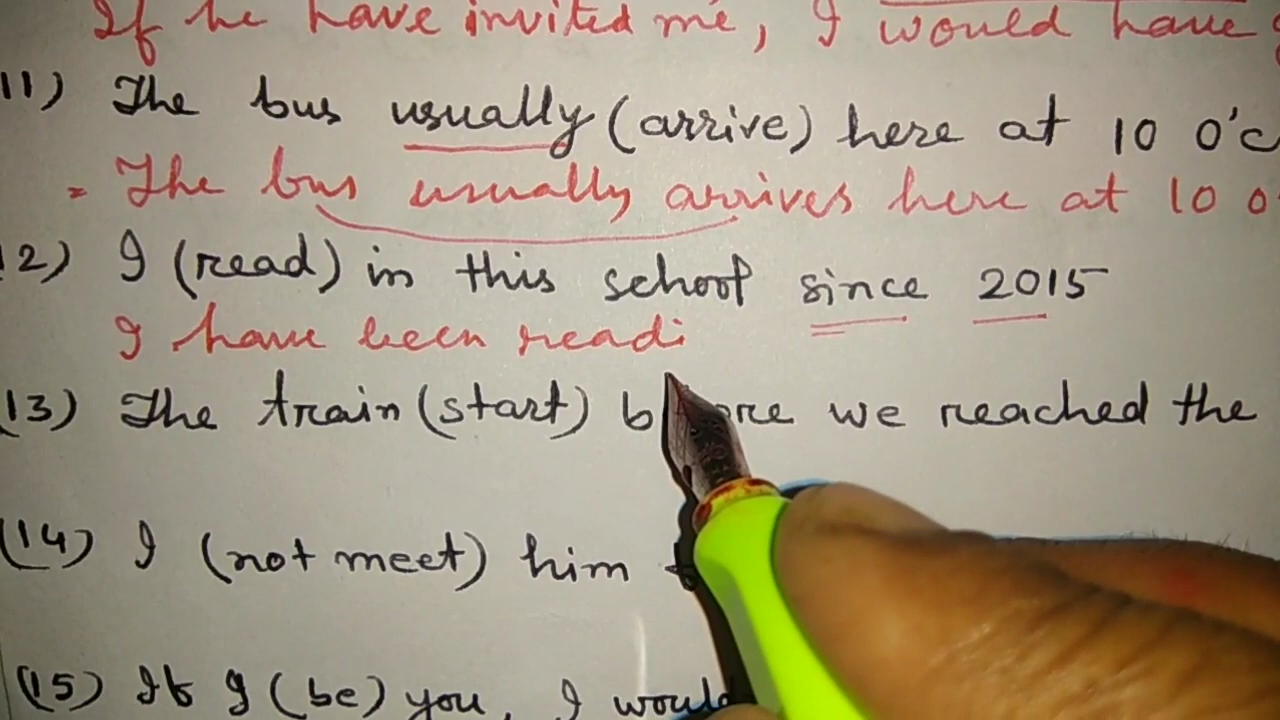 If he have invited me, I would have
11) The bus usually (arrive) here at 10 O'c
= The bus usually arrives here at 10 o
12) I (read) in this school since 2015
I have been readi
(13) The train (start) before we reached the
(14) I (not meet) him
(15) If I (be) you, I would